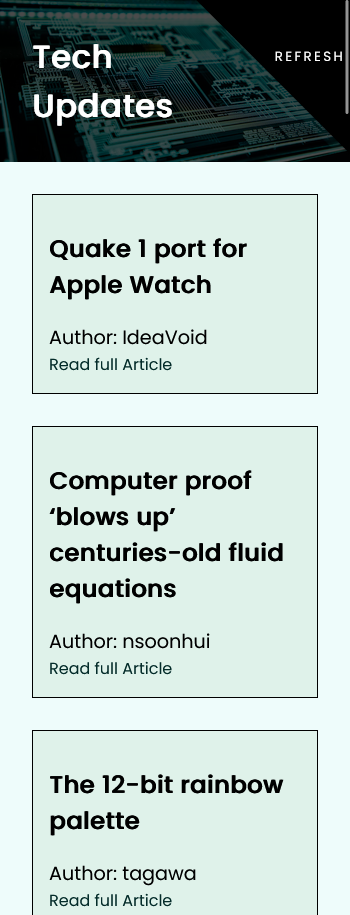 Tech
Updates
REFRESH
Quake 1 port for
Apple Watch
Author: IdeaVoid
Read full Article
Computer proof
‘blows up’
centuries-old fluid
equations
Author: nsoonhui
Read full Article
The 12-bit rainbow
palette
Author: tagawa
Read full Article